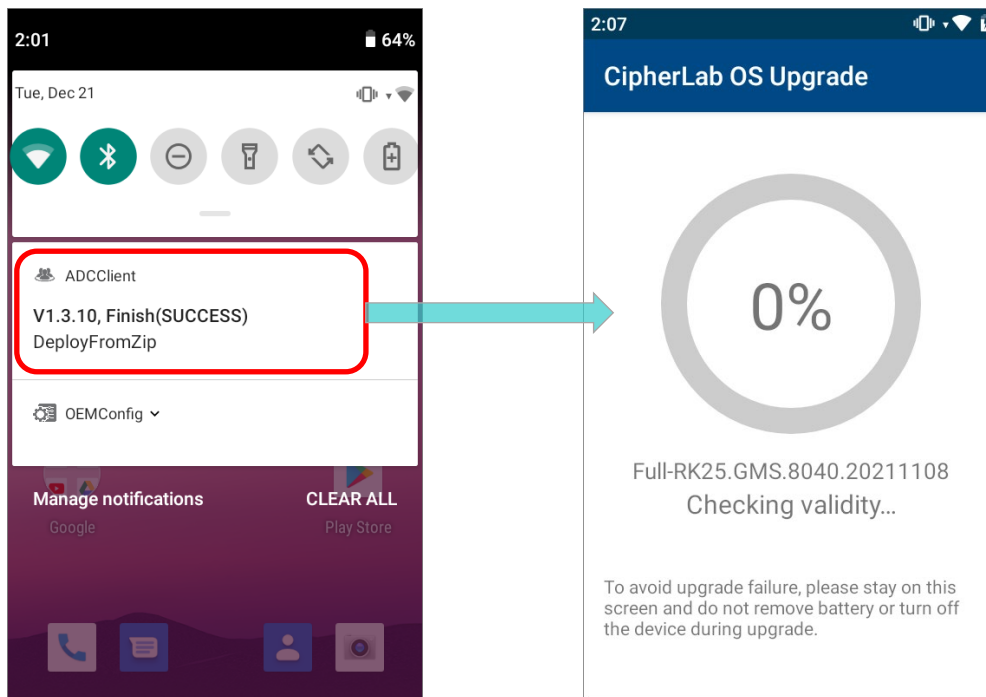 2:01
64%
Tue, Dec 21
ADCClient
V1.3.10, Finish(SUCCESS)
DeployFromZip
OEMConfig
Manage notifications
CLEAR ALL
Google
Play Store
2:07
CipherLab OS Upgrade
0%
Full-RK25.GMS.8040.20211108
Checking validity...
To avoid upgrade failure, please stay on this
screen and do not remove battery or turn off
the device during upgrade.